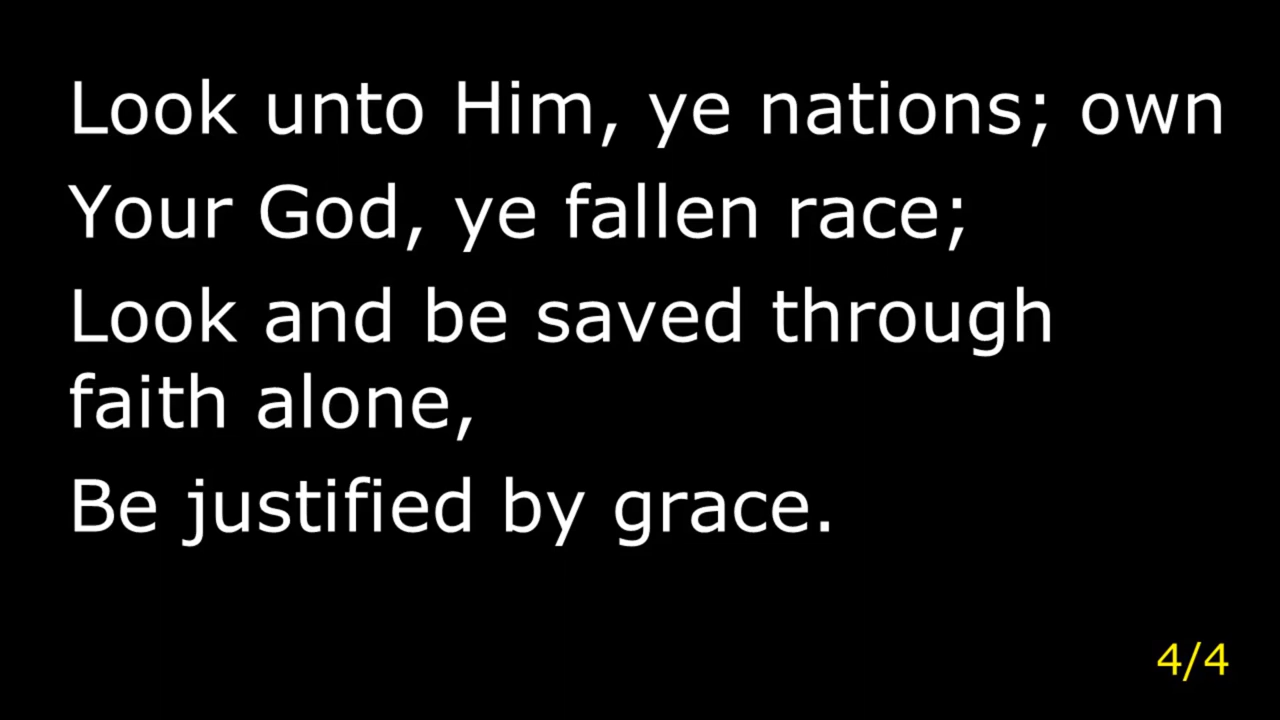 Look unto Him, ye nations; own
Your God, ye fallen race;
Look and be saved through
faith alone,
Be justified by grace.
4/4